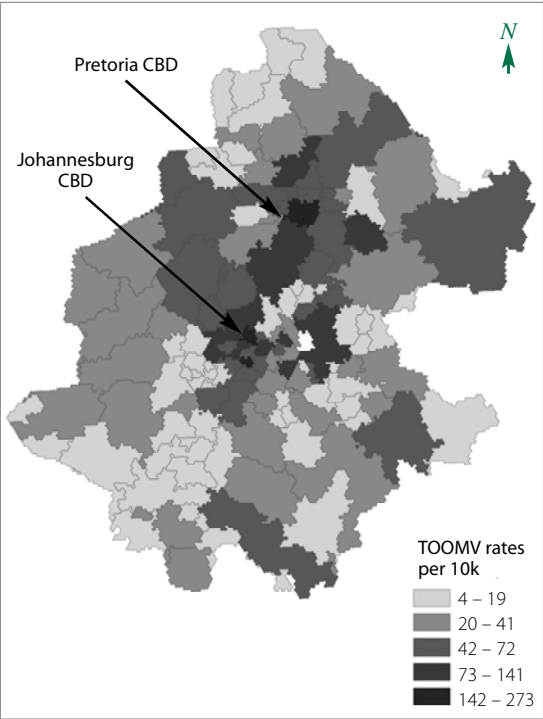 N
Pretoria CBD
Johannesburg
CBD
TOOMV rates
per 10k
4 – 19
20 – 41
42 – 72
73 – 141
142 – 273